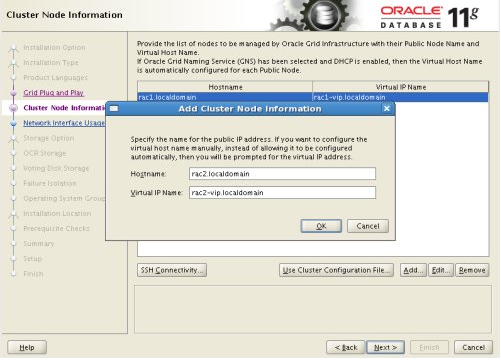 Cluster Node Information
ORACLE
DATABASE 11g
Installation Option
Installation Type
Product Languages
Grid Plug and Play
Cluster Node Informati
Network Interface Usage
Storage Option
OCR Storage
Voting Disk Storage
Failure Isolation
Operating System Group
Installation Location
Prerequisite Checks
Summary
Setup
Finish
Provide the list of nodes to be managed by Oracle Grid Infrastructure with their Public Node Name and
Virtual Host Name.
If Oracle Grid Naming Service (GNS) has been selected and DHCP is enabled, then the Virtual Host Name
is automatically configured for each Public Node.
Hostname Virtual IP Name
rac1.localdomain rac1-vip.localdomain
Add Cluster Node Information
Specify the name for the public IP address. If you want to configure the
virtual host name manually, instead of allowing it to be configured
automatically, then you will be prompted for the virtual IP address.
Hostname: rac2.localdomain
Virtual IP Name: rac2-vip.localdomain
OK Cancel
SSH Connectivity... Use Cluster Configuration File... Add... Edit... Remove
Help < Back Next > Finish Cancel